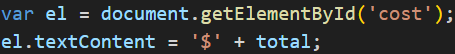 var el = document.getElementById('cost');
el.textContent = '$' + total;